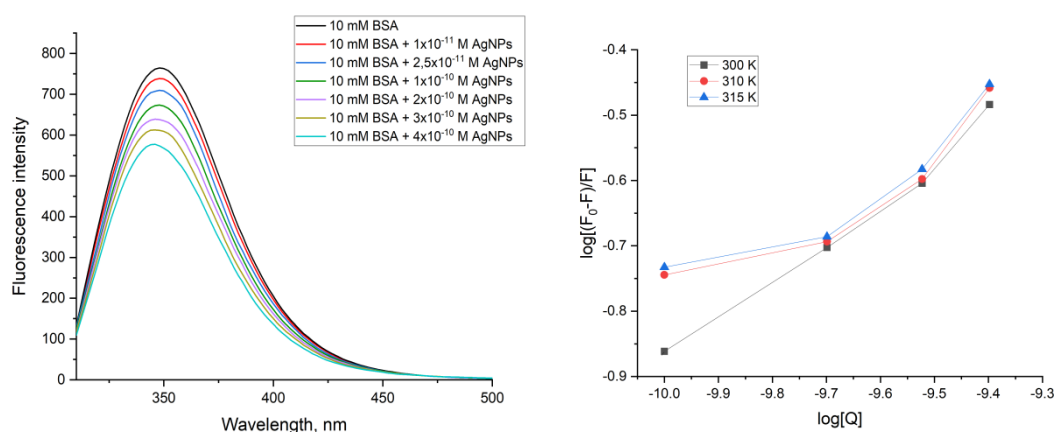 10 mM BSA
10 mM BSA + 1x10⁻¹¹ M AgNPs
10 mM BSA + 2,5x10⁻¹¹ M AgNPs
10 mM BSA + 1x10⁻¹⁰ M AgNPs
10 mM BSA + 2x10⁻¹⁰ M AgNPs
10 mM BSA + 3x10⁻¹⁰ M AgNPs
10 mM BSA + 4x10⁻¹⁰ M AgNPs
Fluorescence intensity
800
700
600
500
400
300
200
100
0
350 400 450 500
Wavelength, nm
300 K
310 K
315 K
log[(F₀-F)/F]
-0.4
-0.5
-0.6
-0.7
-0.8
-0.9
-10.0 -9.9 -9.8 -9.7 -9.6 -9.5 -9.4 -9.3
log[Q]